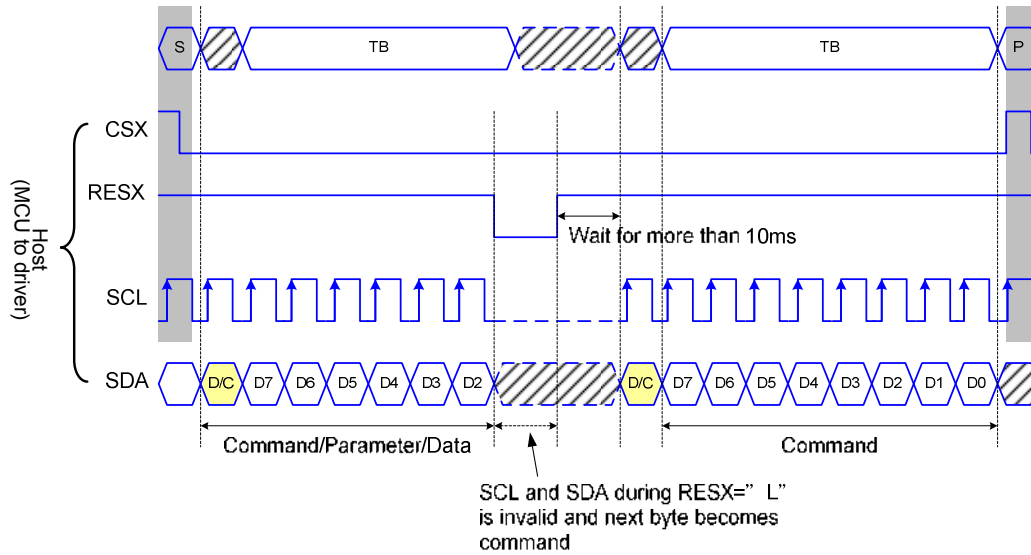 S TB TB P
CSX
RESX
Wait for more than 10ms
Host
(MCU to driver)
SCL
SDA D/C D7 D6 D5 D4 D3 D2 D/C D7 D6 D5 D4 D3 D2 D1 D0
Command/Parameter/Data Command
SCL and SDA during RESX=” L”
is invalid and next byte becomes
command